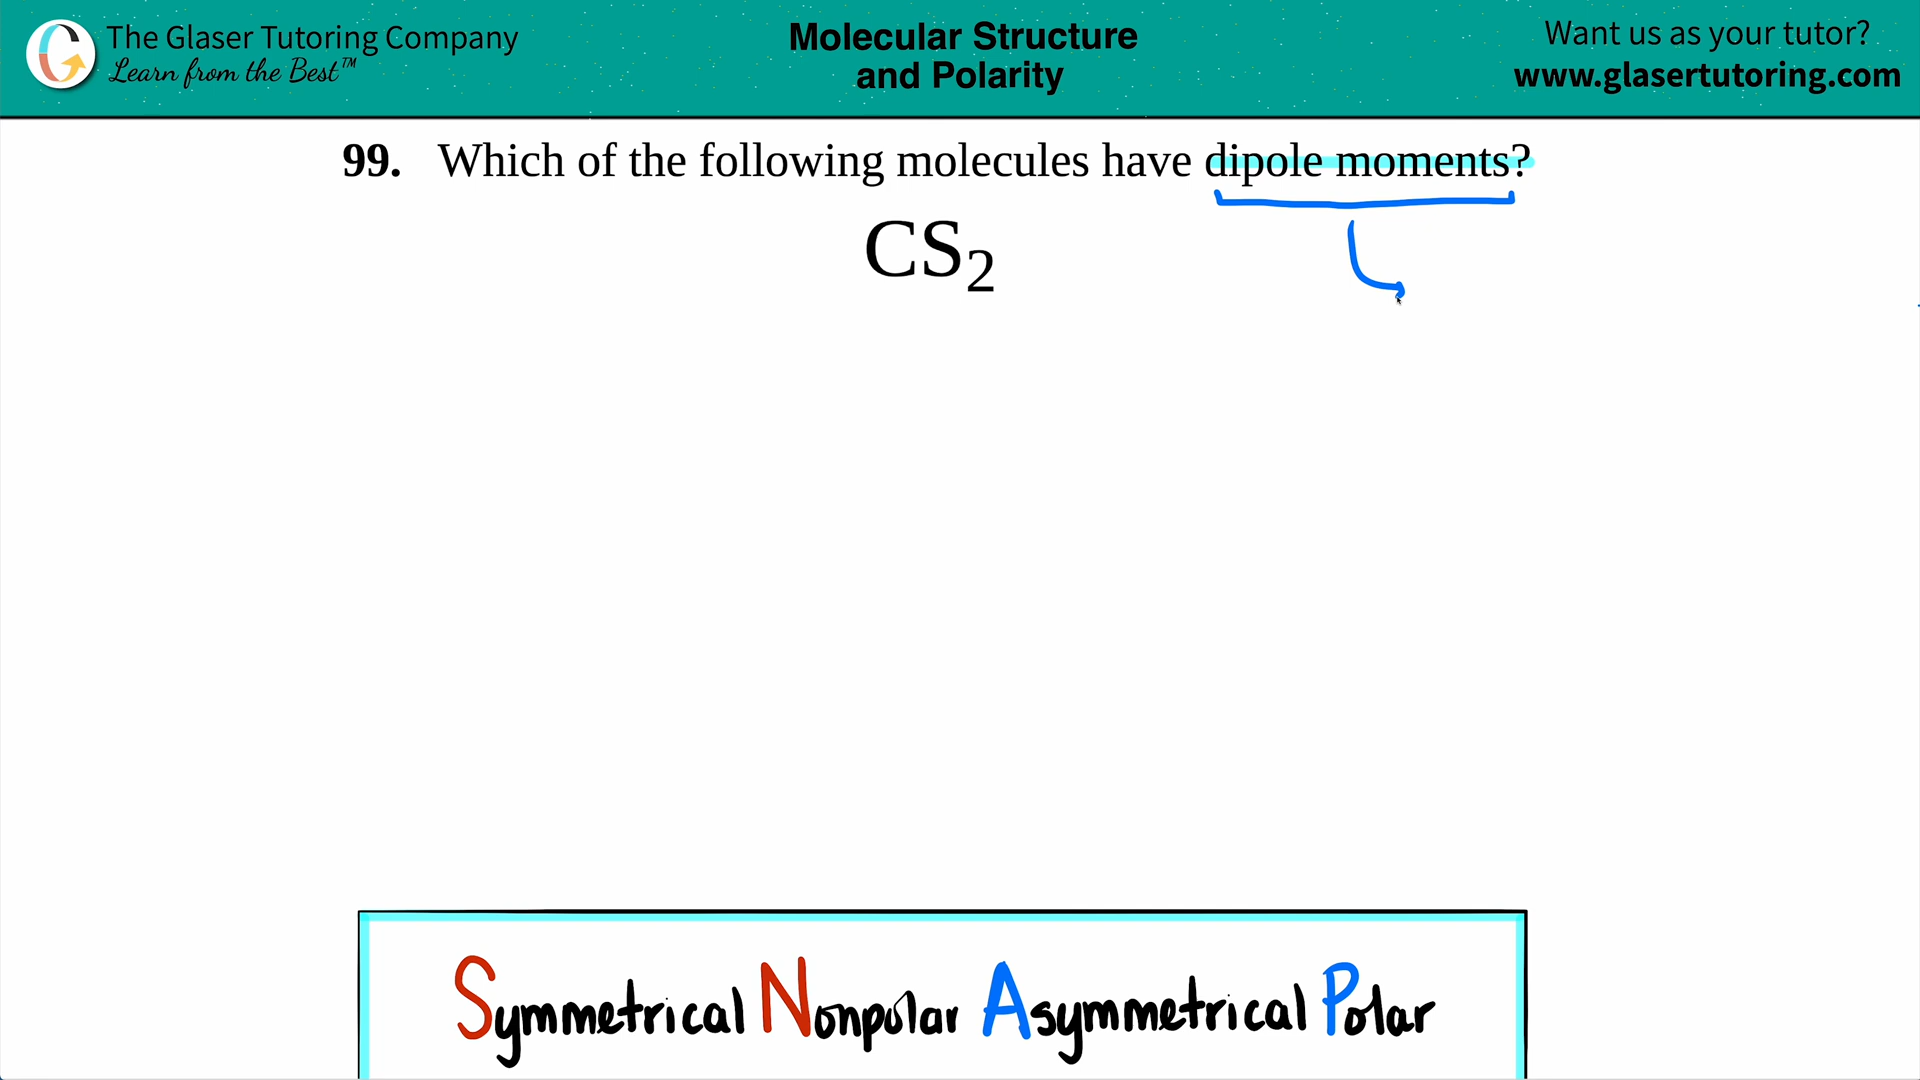 The Glaser Tutoring Company
Learn from the Best™
Molecular Structure
and Polarity
Want us as your tutor?
www.glasertutoring.com
99. Which of the following molecules have dipole moments?
CS₂
Symmetrical Nonpolar Asymmetrical Polar